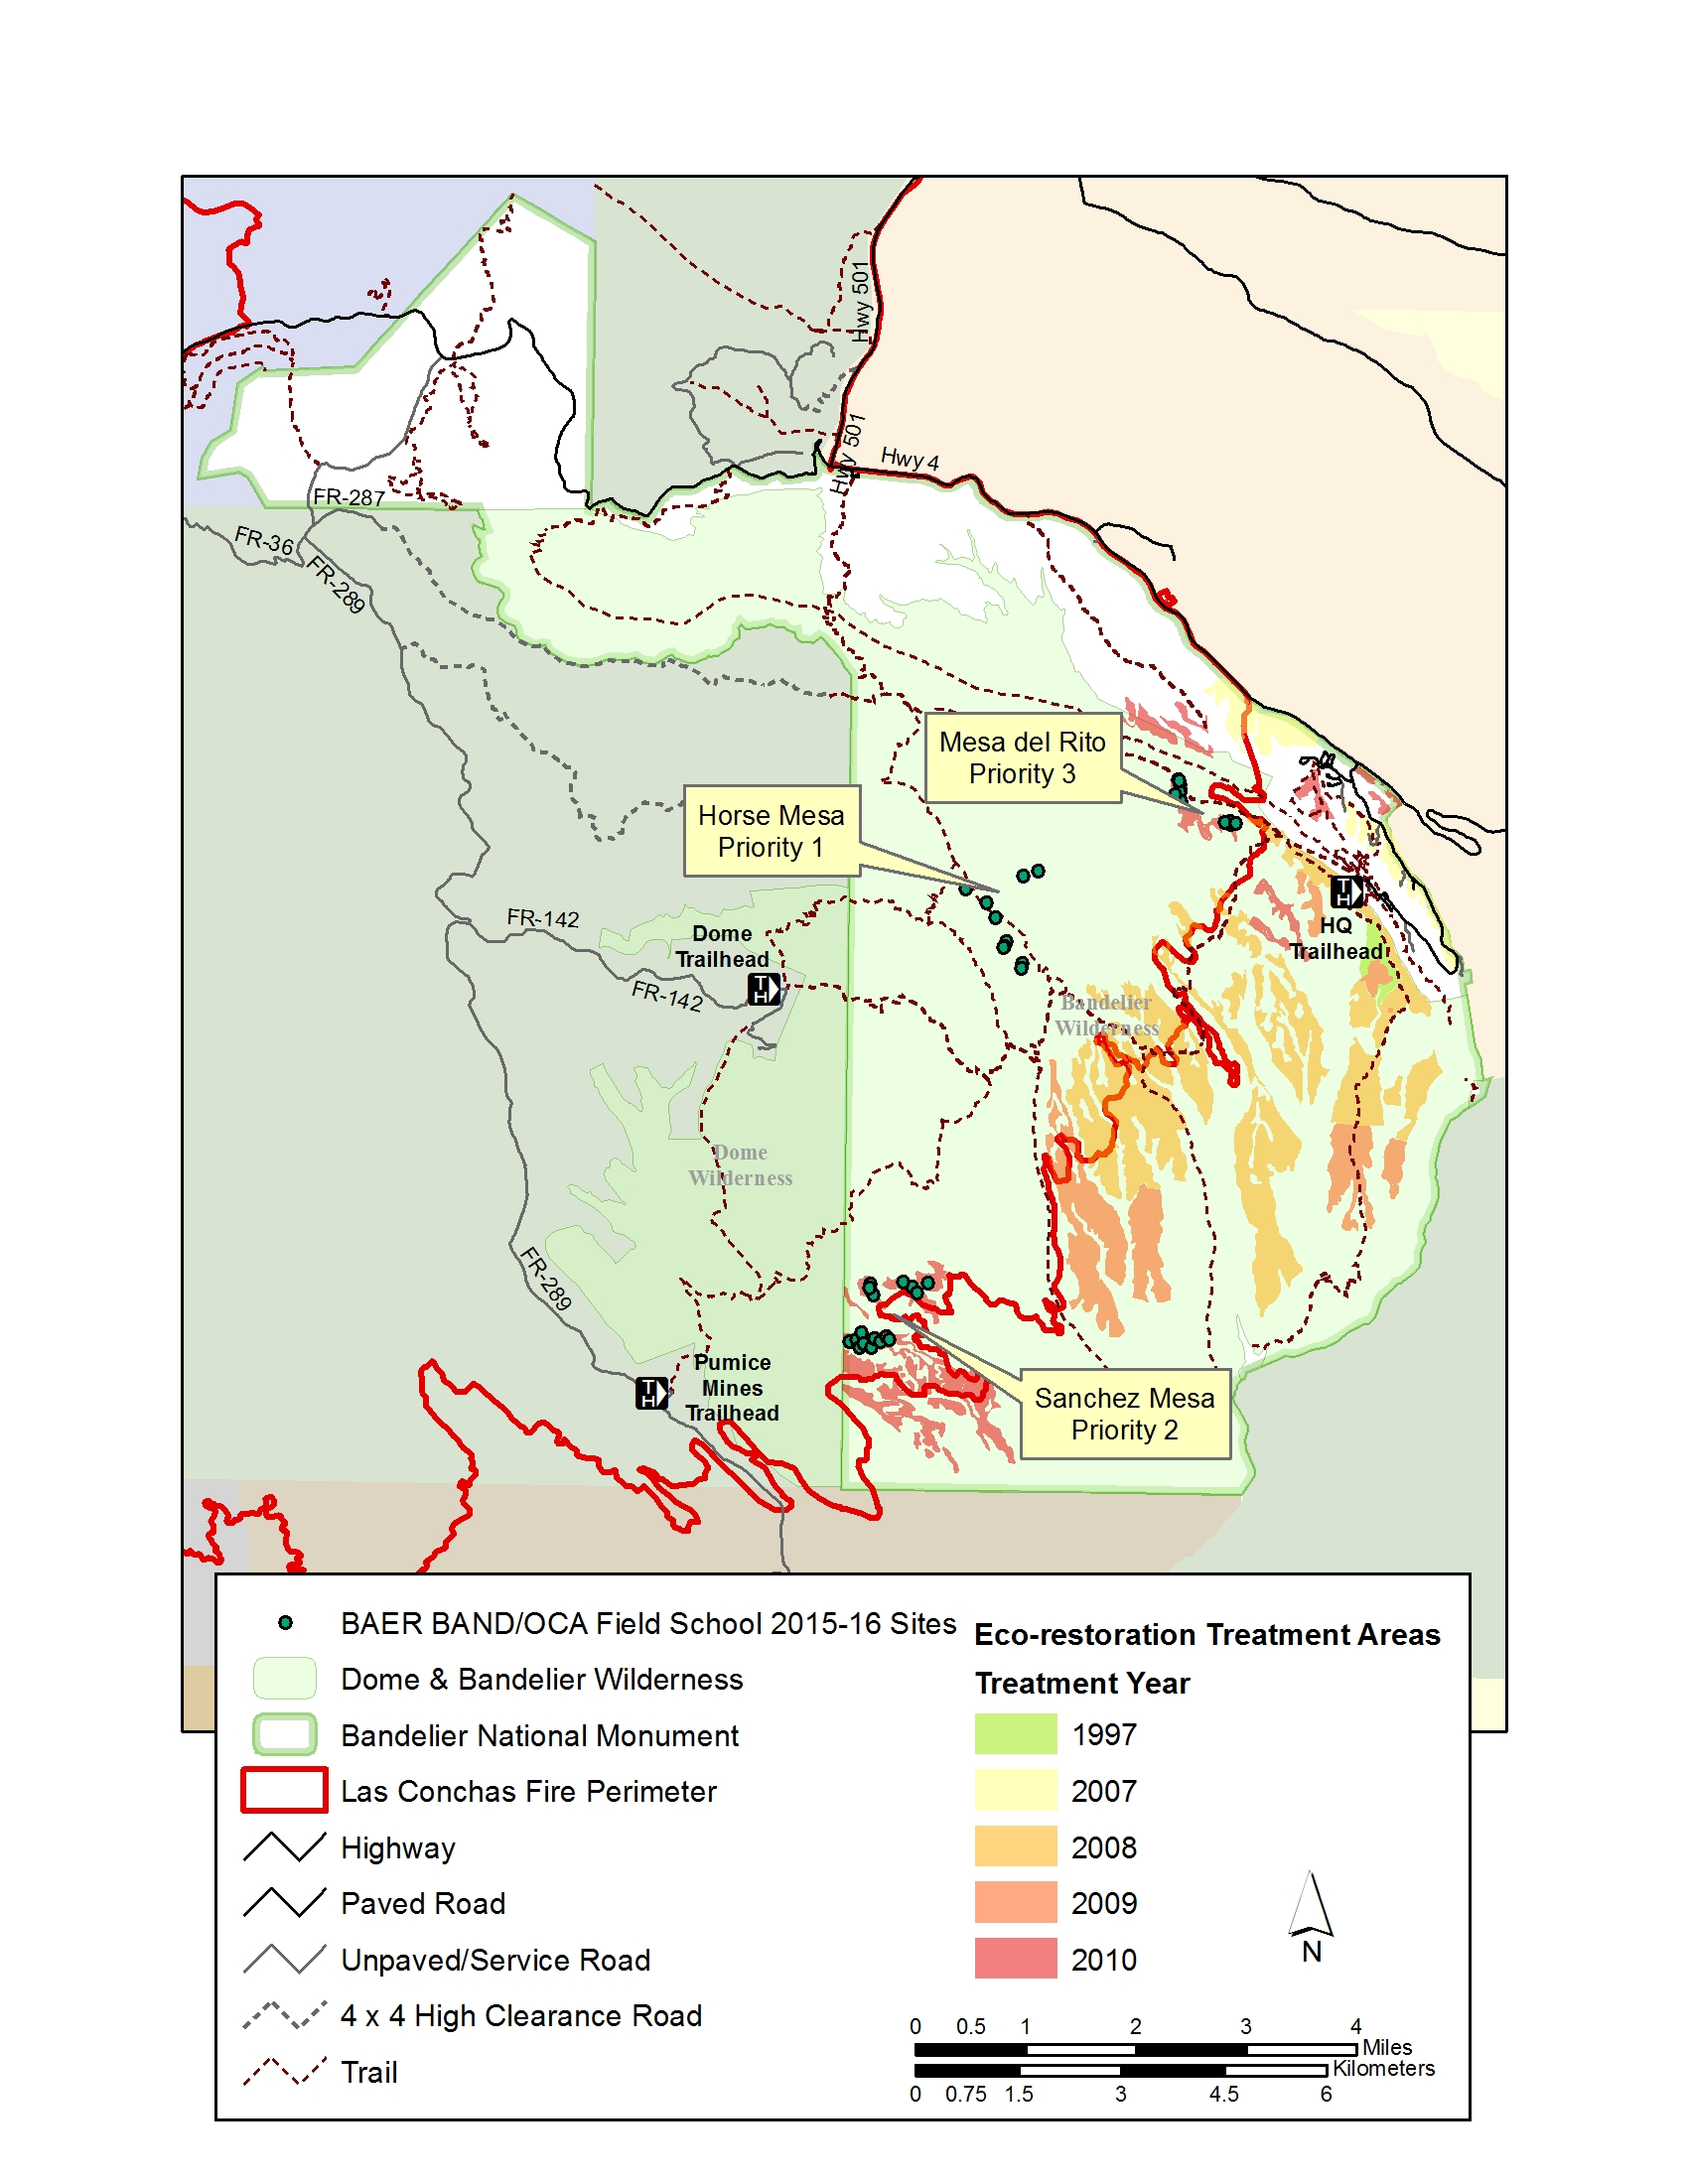 Hwy 501
Hwy 501
Hwy 4
FR-287
FR-36
FR-289
Mesa del Rito
Priority 3
Horse Mesa
Priority 1
TH
HQ
Trailhead
FR-142
Dome
Trailhead
TH
FR-142
Bandelier
Wilderness
Dome
Wilderness
FR-289
Pumice
Mines
Trailhead
TH
Sanchez Mesa
Priority 2
BAER BAND/OCA Field School 2015-16 Sites
Dome & Bandelier Wilderness
Bandelier National Monument
Las Conchas Fire Perimeter
Highway
Paved Road
Unpaved/Service Road
4 x 4 High Clearance Road
Trail
Eco-restoration Treatment Areas
Treatment Year
1997
2007
2008
2009
2010
N
0 0.5 1 2 3 4
Miles
Kilometers
0 0.75 1.5 3 4.5 6